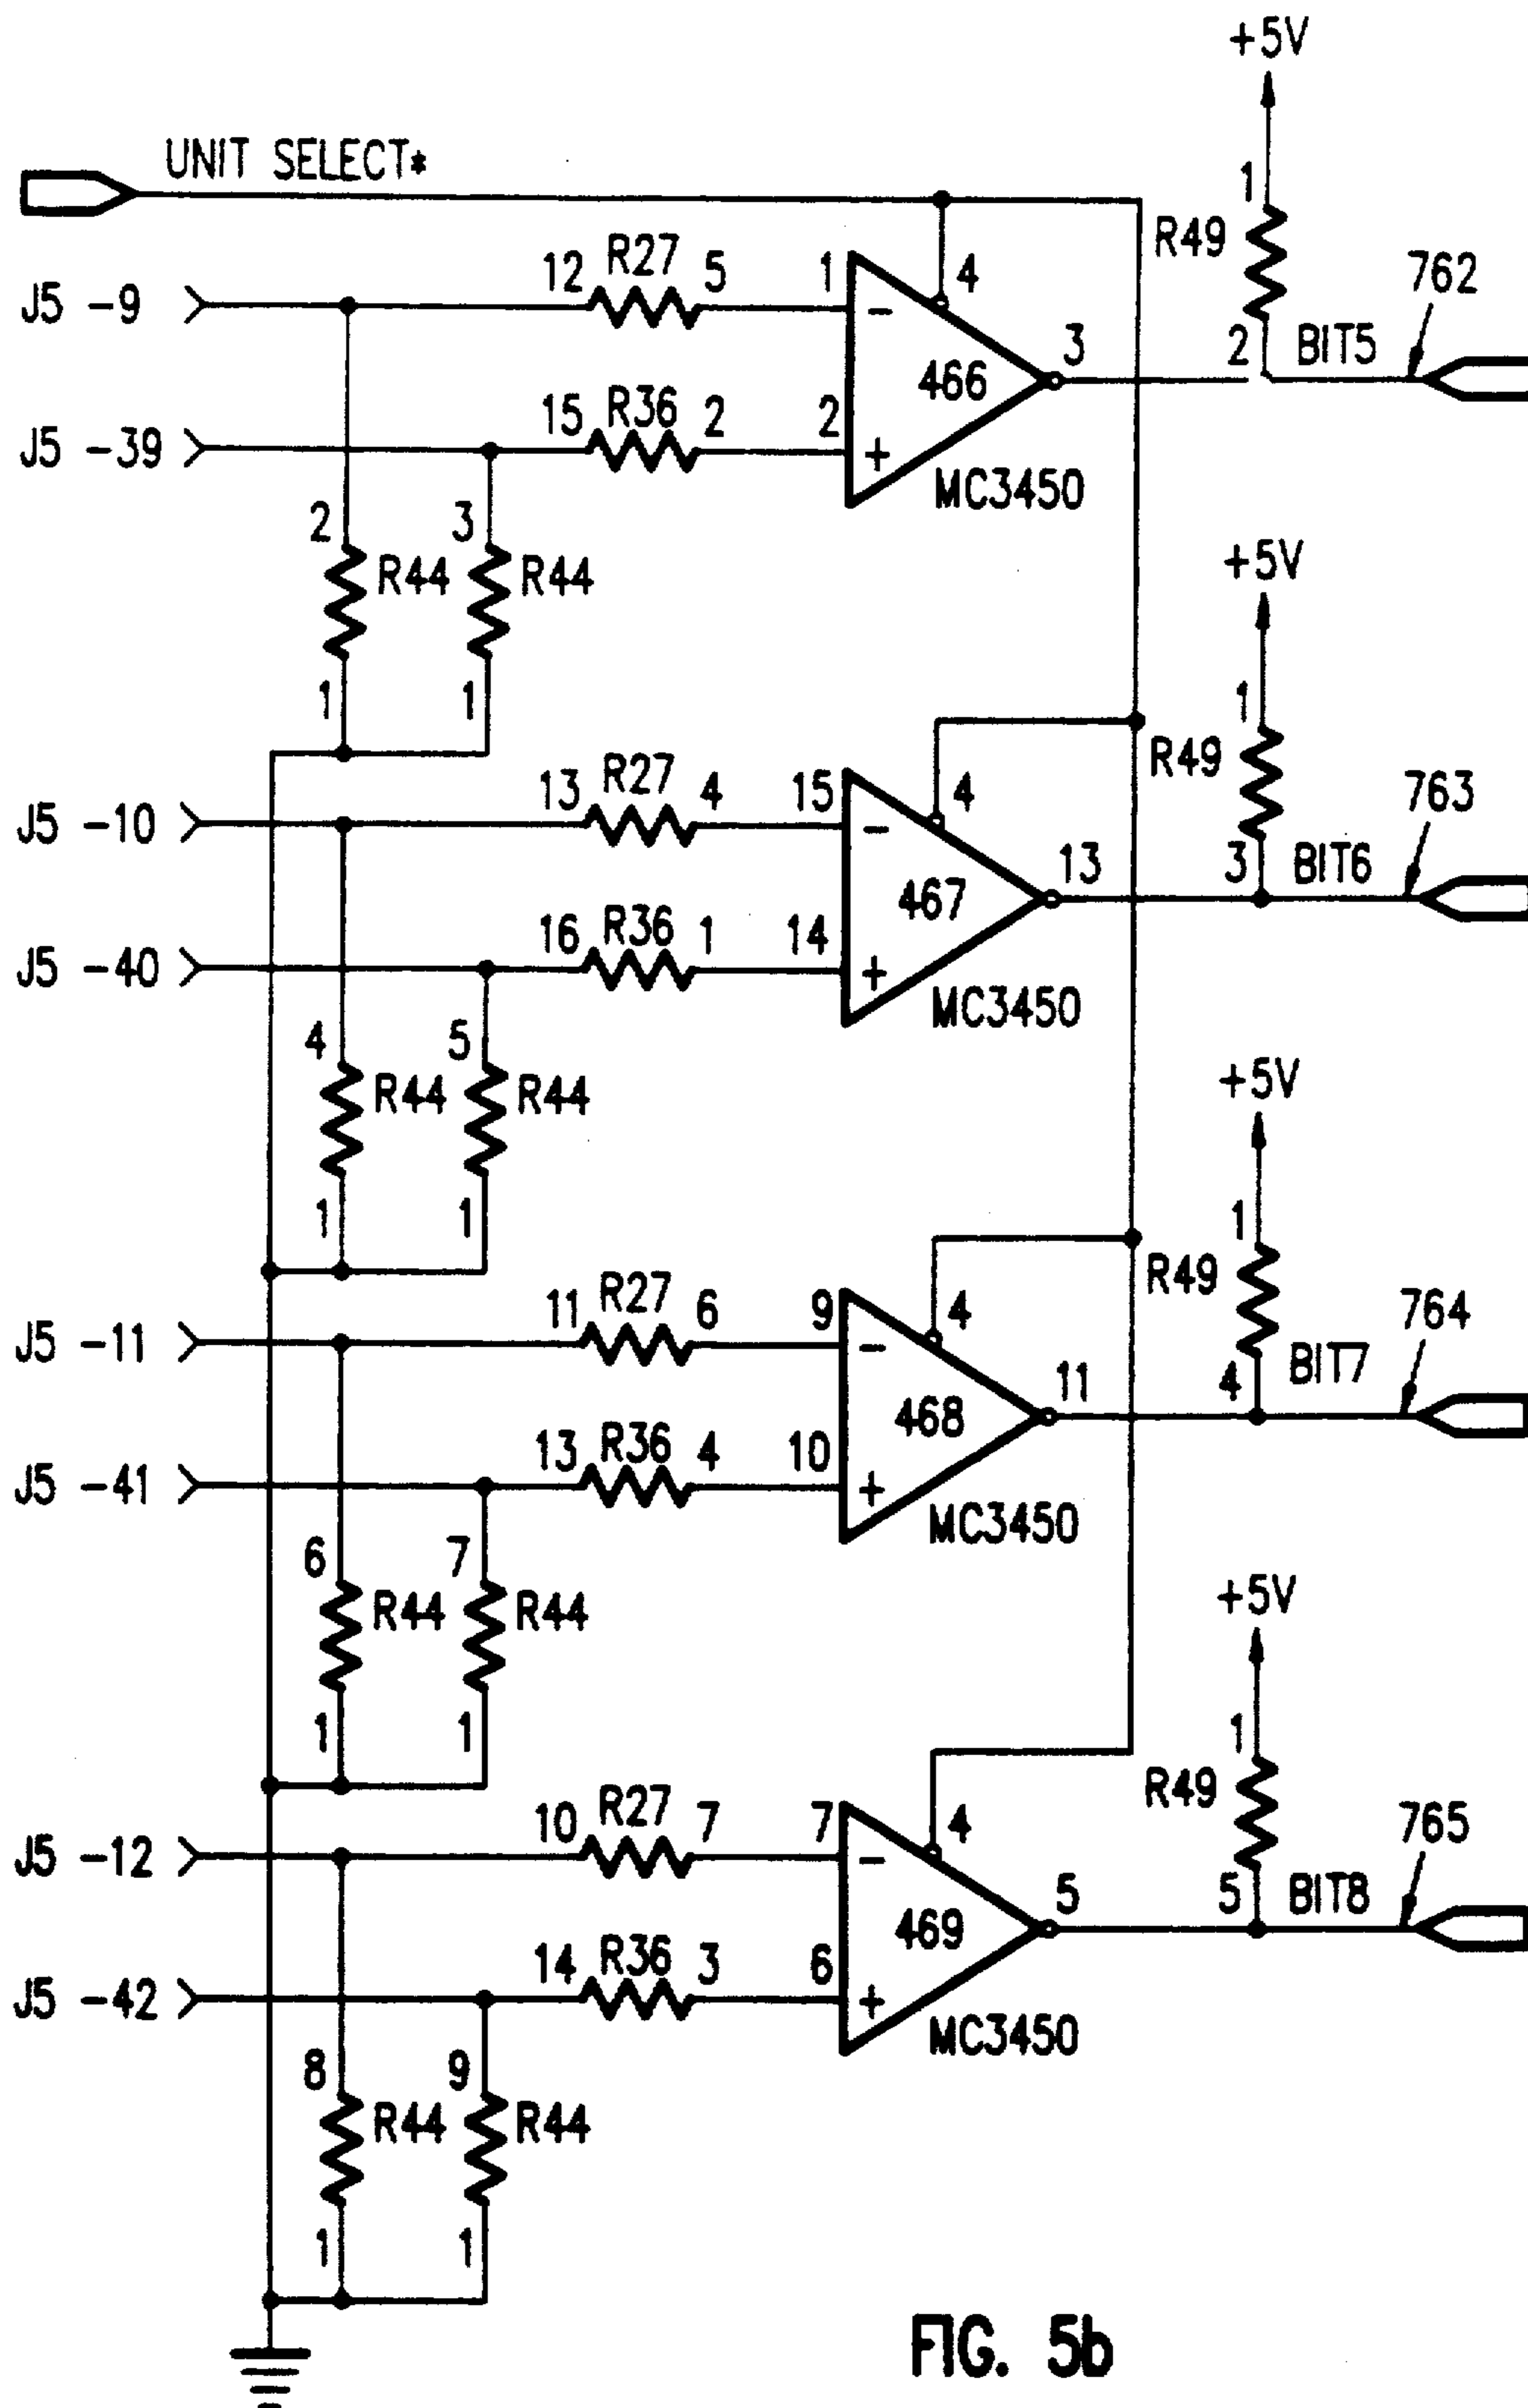 +5V
UNIT SELECT*
1
R49
J5 -9
12 R27 5
1
4
762
-
466
3
2 BIT5
J5 -39
15 R36 2
2
+
MC3450
2
R44
3
R44
1
1
+5V
1
R49
J5 -10
13 R27 4
15
4
763
-
467
13
3 BIT6
J5 -40
16 R36 1
14
+
MC3450
4
R44
5
R44
1
1
+5V
1
R49
J5 -11
11 R27 6
9
4
764
-
468
11
4 BIT7
J5 -41
13 R36 4
10
+
MC3450
6
R44
7
R44
1
1
+5V
1
R49
J5 -12
10 R27 7
7
4
765
-
469
5
5 BIT8
J5 -42
14 R36 3
6
+
MC3450
8
R44
9
R44
1
1
FIG. 5b